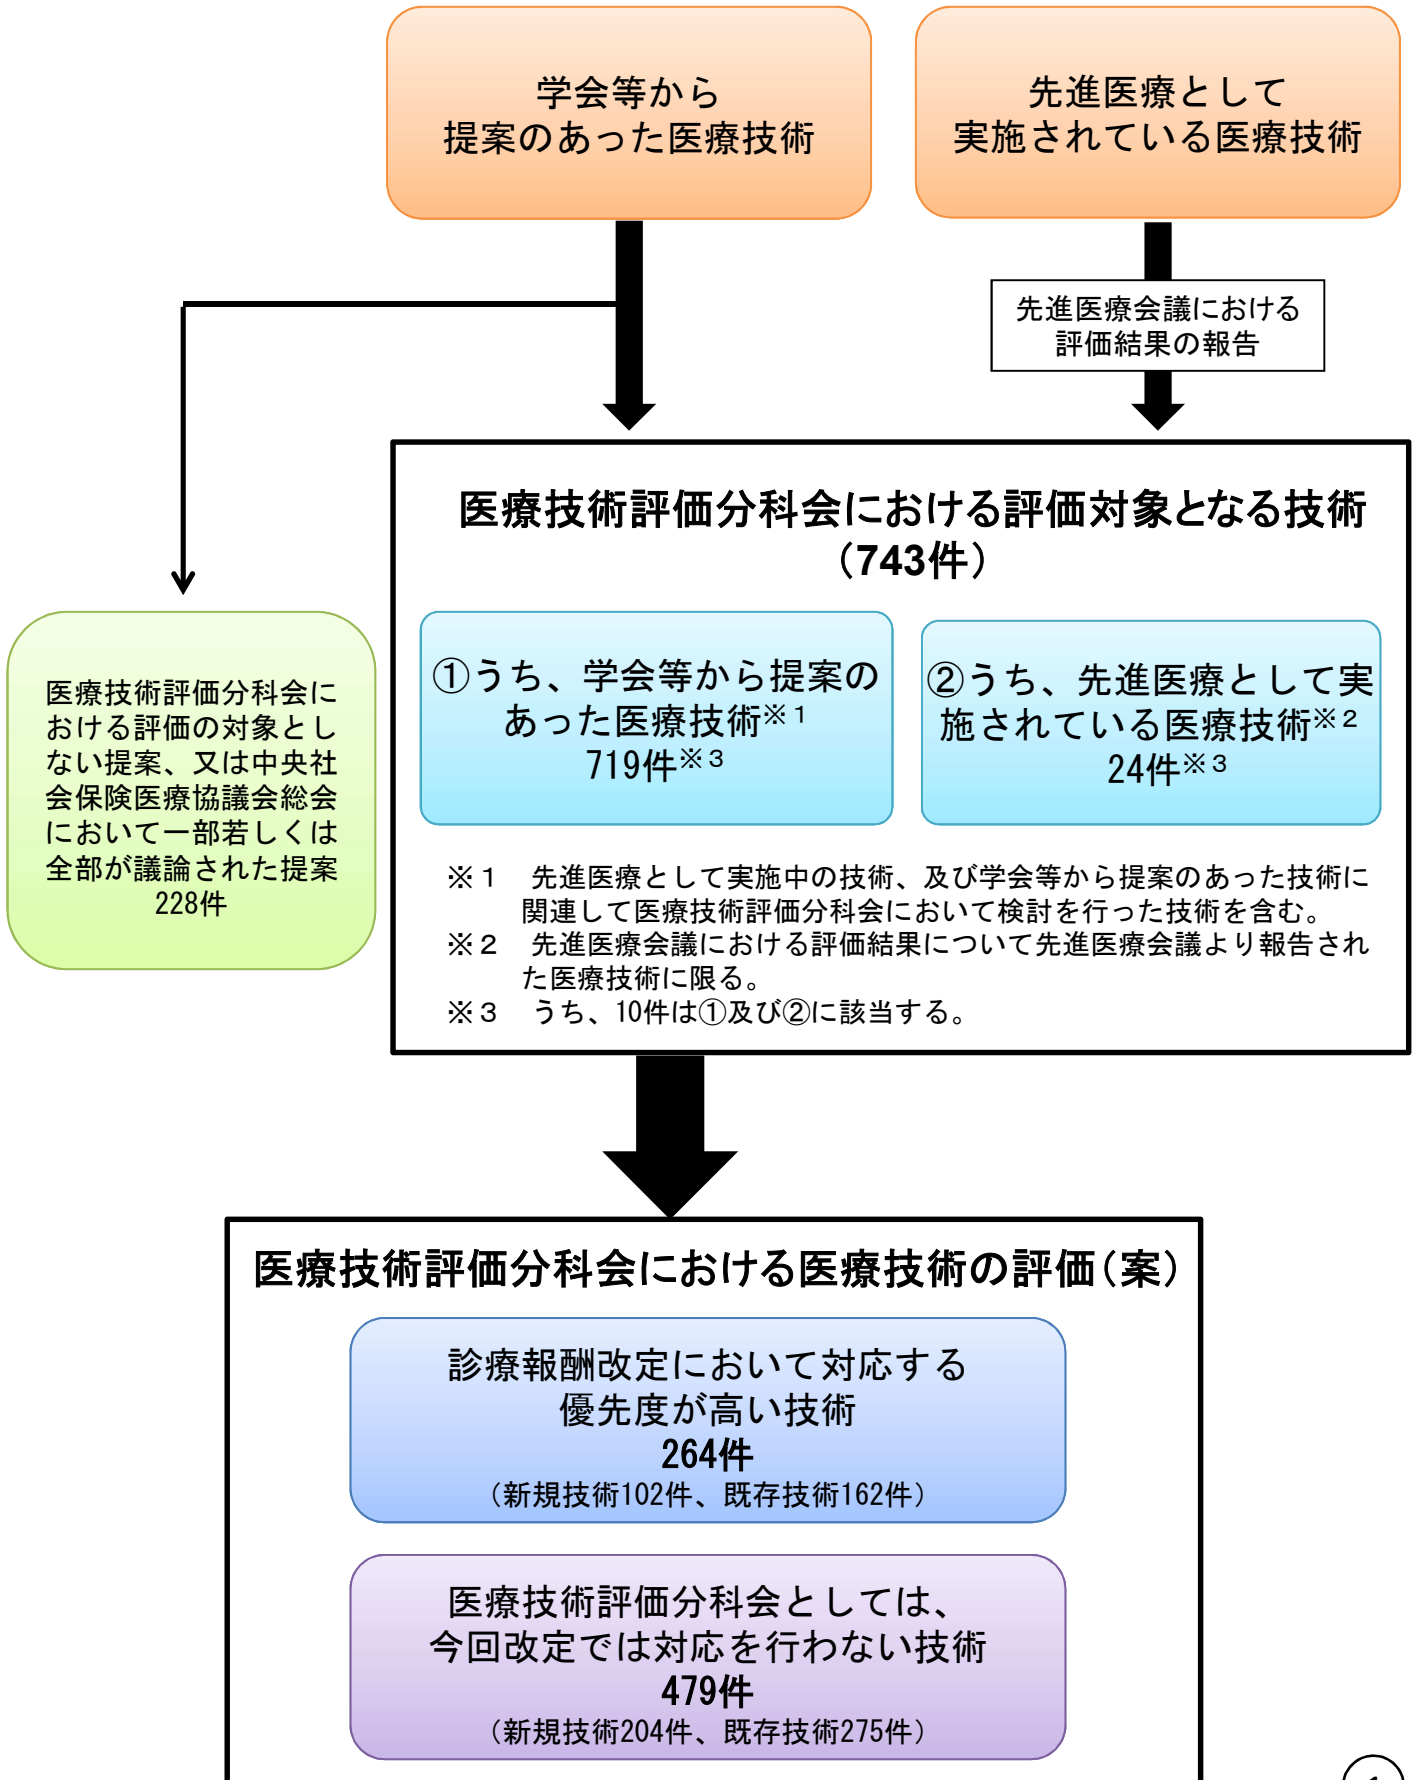 学会等から
提案のあった医療技術
先進医療として
実施されている医療技術
先進医療会議における
評価結果の報告
医療技術評価分科会における評価対象となる技術
（743件）
①うち、学会等から提案の
あった医療技術※１
719件※３
②うち、先進医療として実
施されている医療技術※２
24件※３
医療技術評価分科会に
おける評価の対象とし
ない提案、又は中央社
会保険医療協議会総会
において一部若しくは
全部が議論された提案
228件
※１　先進医療として実施中の技術、及び学会等から提案のあった技術に
関連して医療技術評価分科会において検討を行った技術を含む。
※２　先進医療会議における評価結果について先進医療会議より報告され
た医療技術に限る。
※３　うち、10件は①及び②に該当する。
医療技術評価分科会における医療技術の評価（案）
診療報酬改定において対応する
優先度が高い技術
264件
（新規技術102件、既存技術162件）
医療技術評価分科会としては、
今回改定では対応を行わない技術
479件
（新規技術204件、既存技術275件）